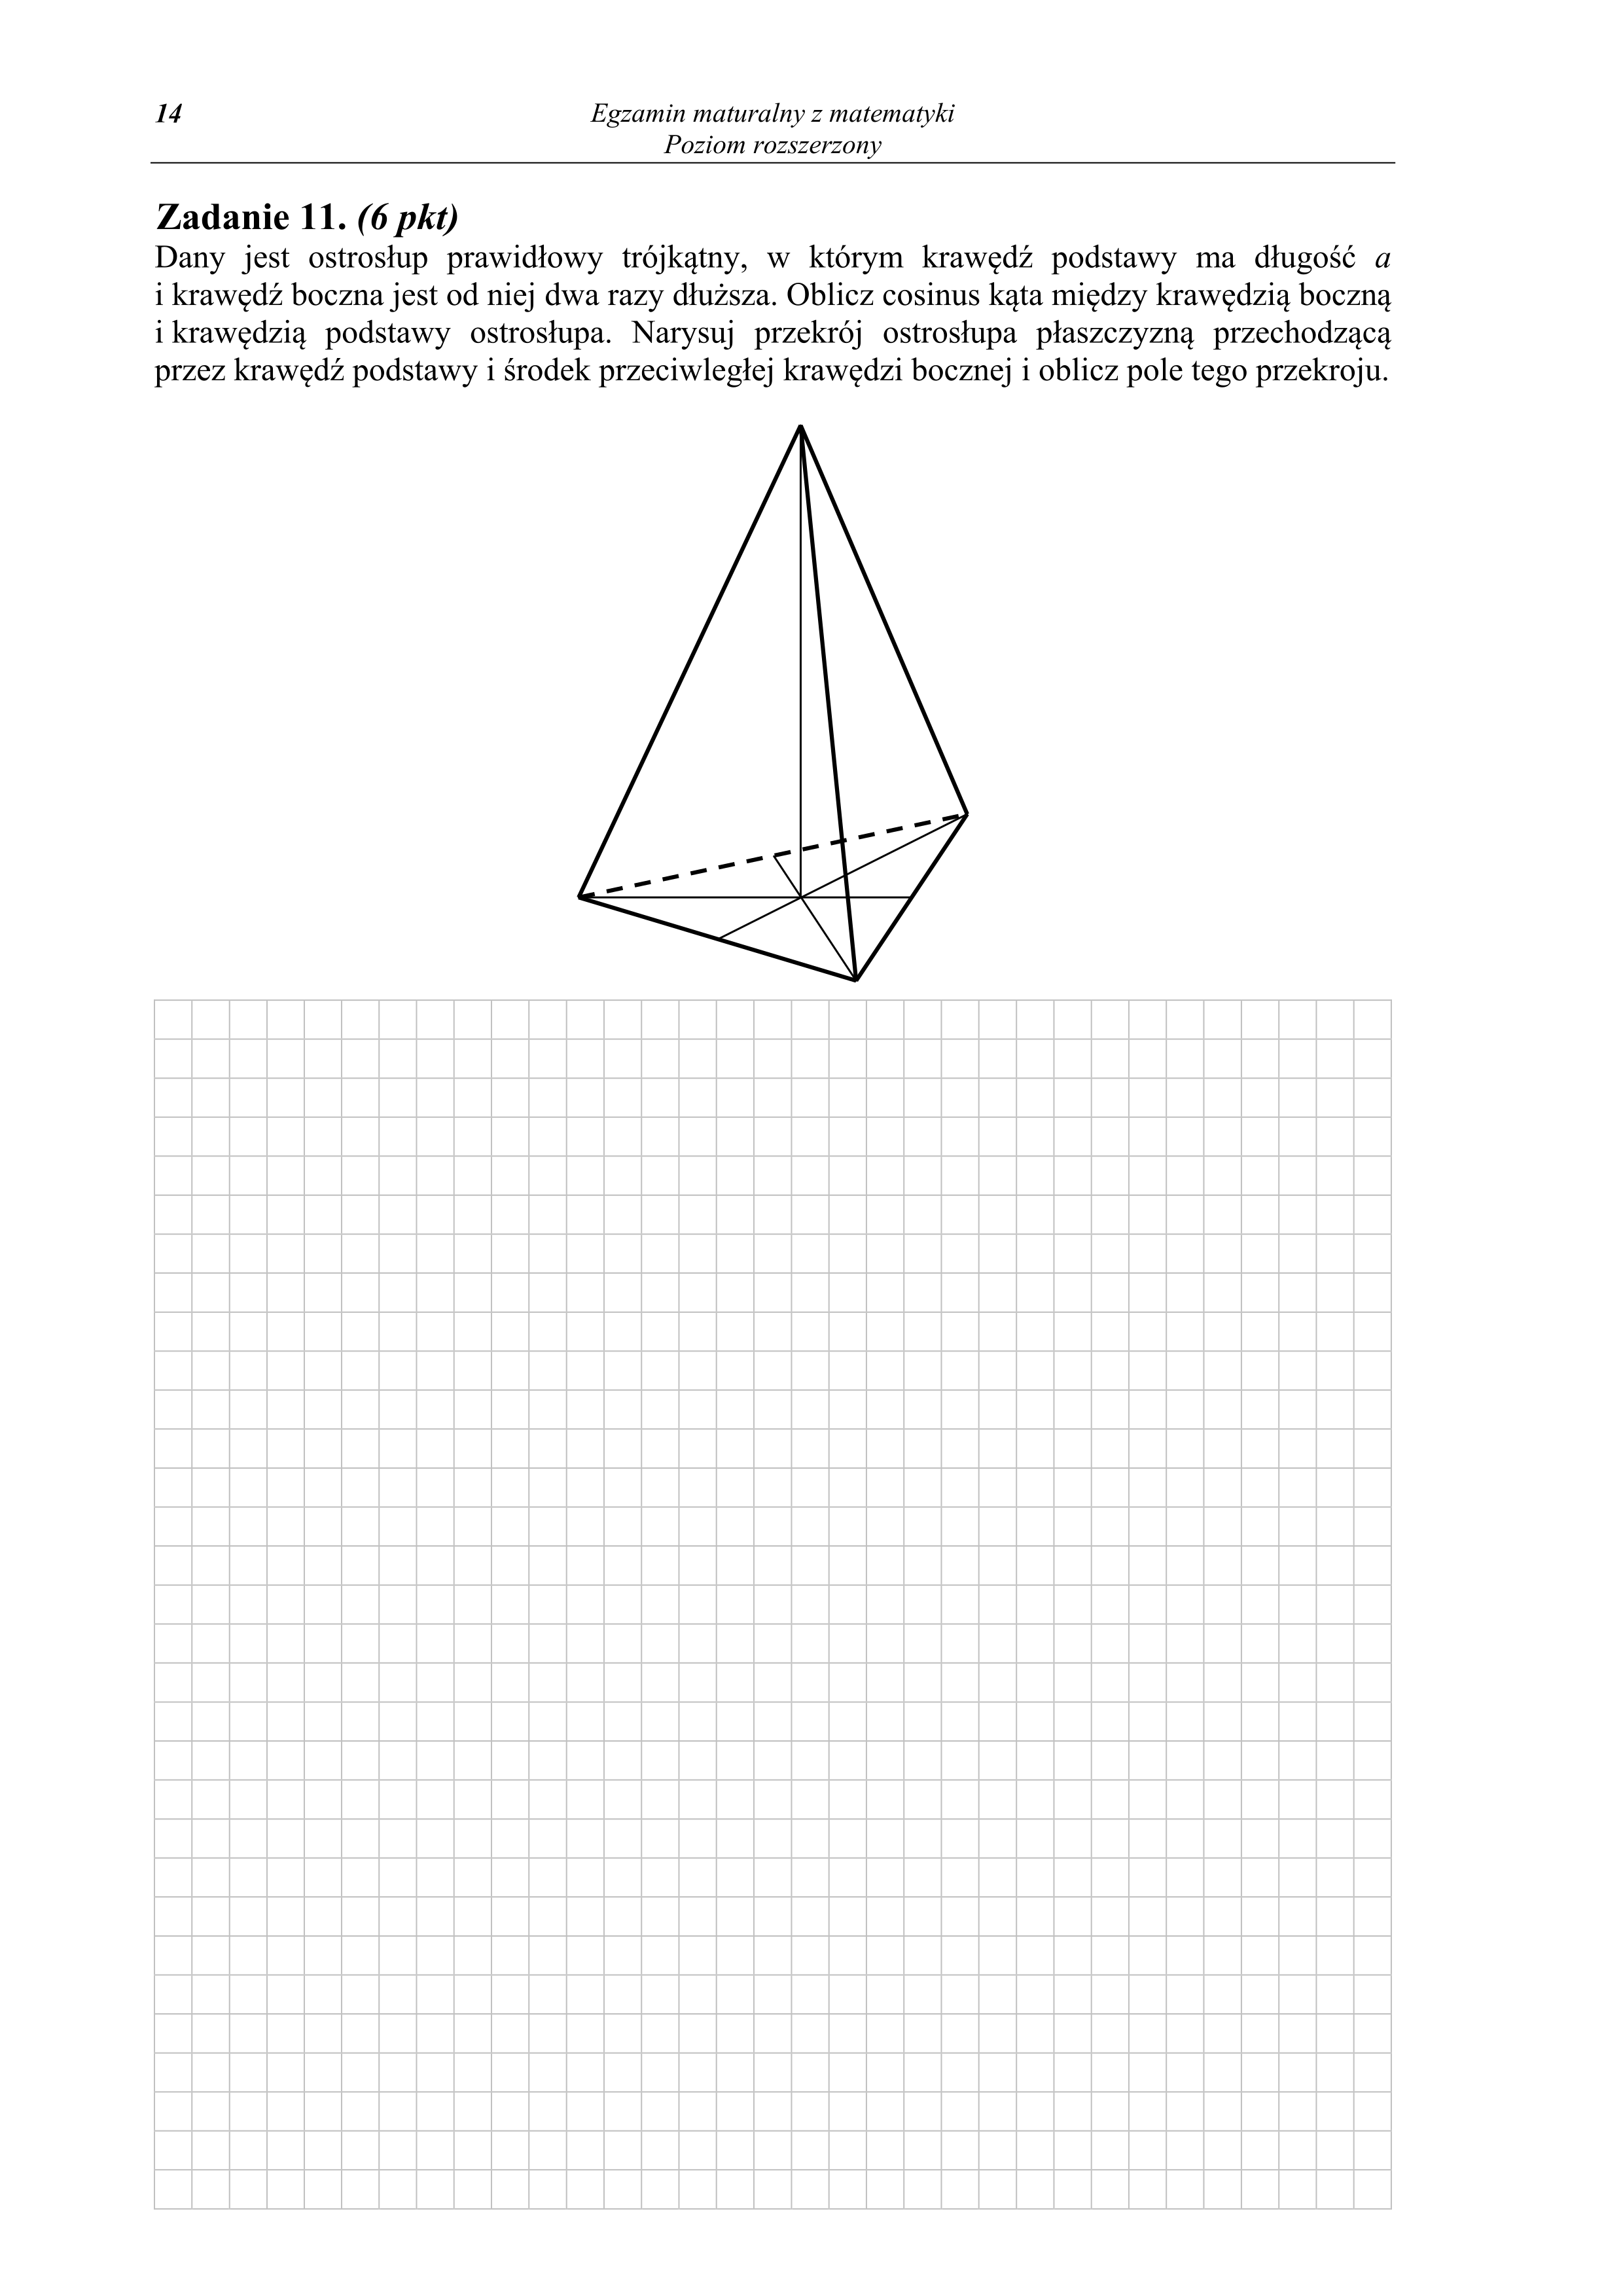 14
Egzamin maturalny z matematyki
Poziom rozszerzony
Zadanie 11. (6 pkt)
Dany jest ostrosłup prawidłowy trójkątny, w którym krawędź podstawy ma długość a
i krawędź boczna jest od niej dwa razy dłuższa. Oblicz cosinus kąta między krawędzią boczną
i krawędzią podstawy ostrosłupa. Narysuj przekrój ostrosłupa płaszczyzną przechodzącą
przez krawędź podstawy i środek przeciwległej krawędzi bocznej i oblicz pole tego przekroju.